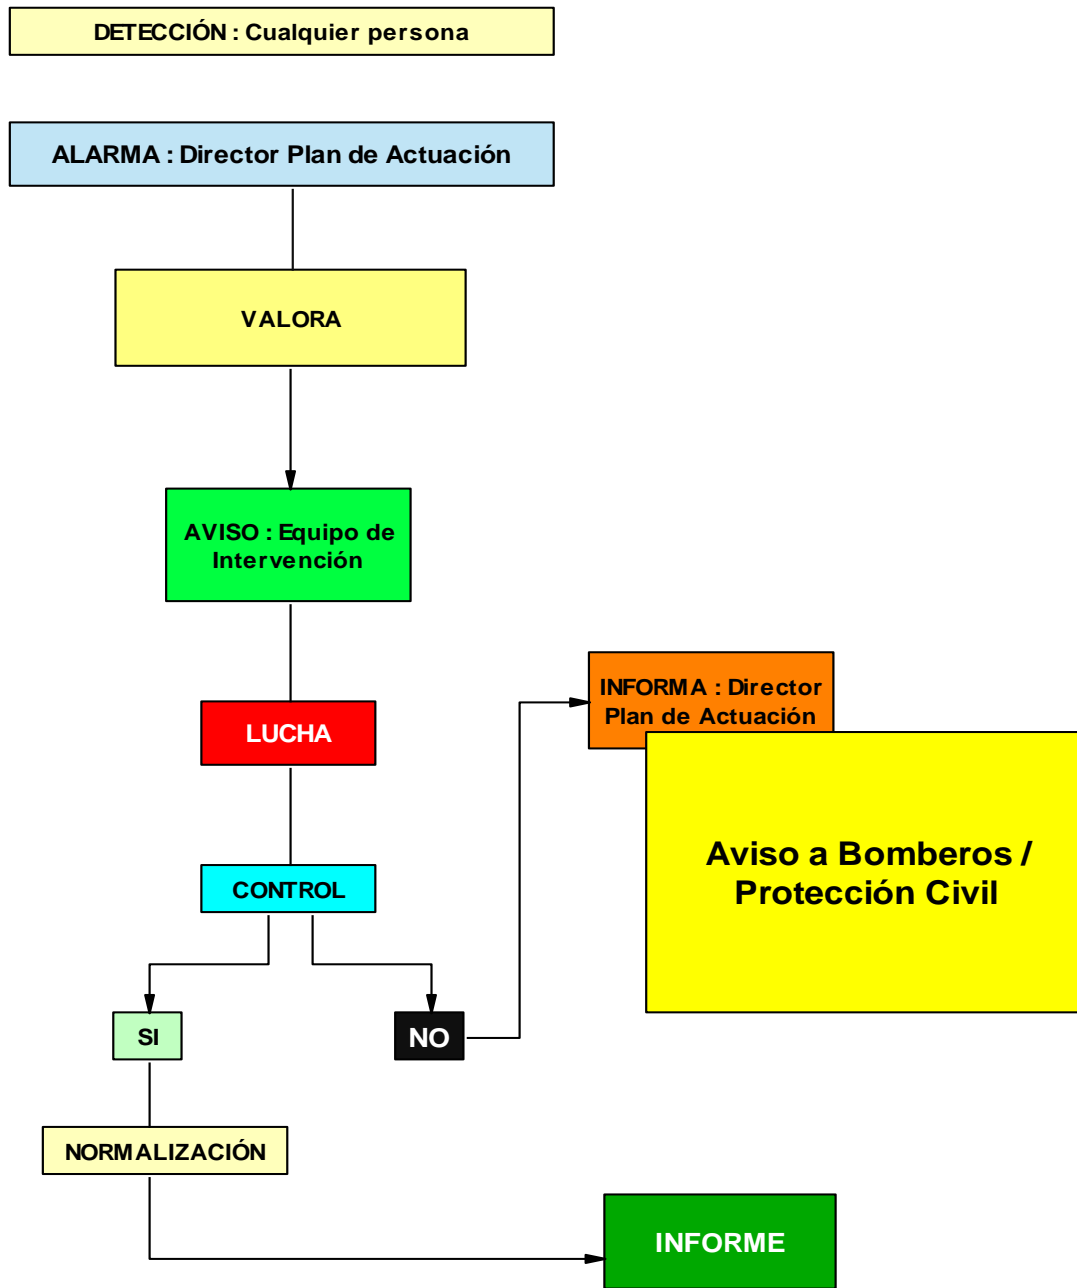 DETECCIÓN : Cualquier persona
ALARMA : Director Plan de Actuación
VALORA
AVISO : Equipo de
Intervención
LUCHA
INFORMA : Director
Plan de Actuación
Aviso a Bomberos /
Protección Civil
CONTROL
SI
NO
NORMALIZACIÓN
INFORME